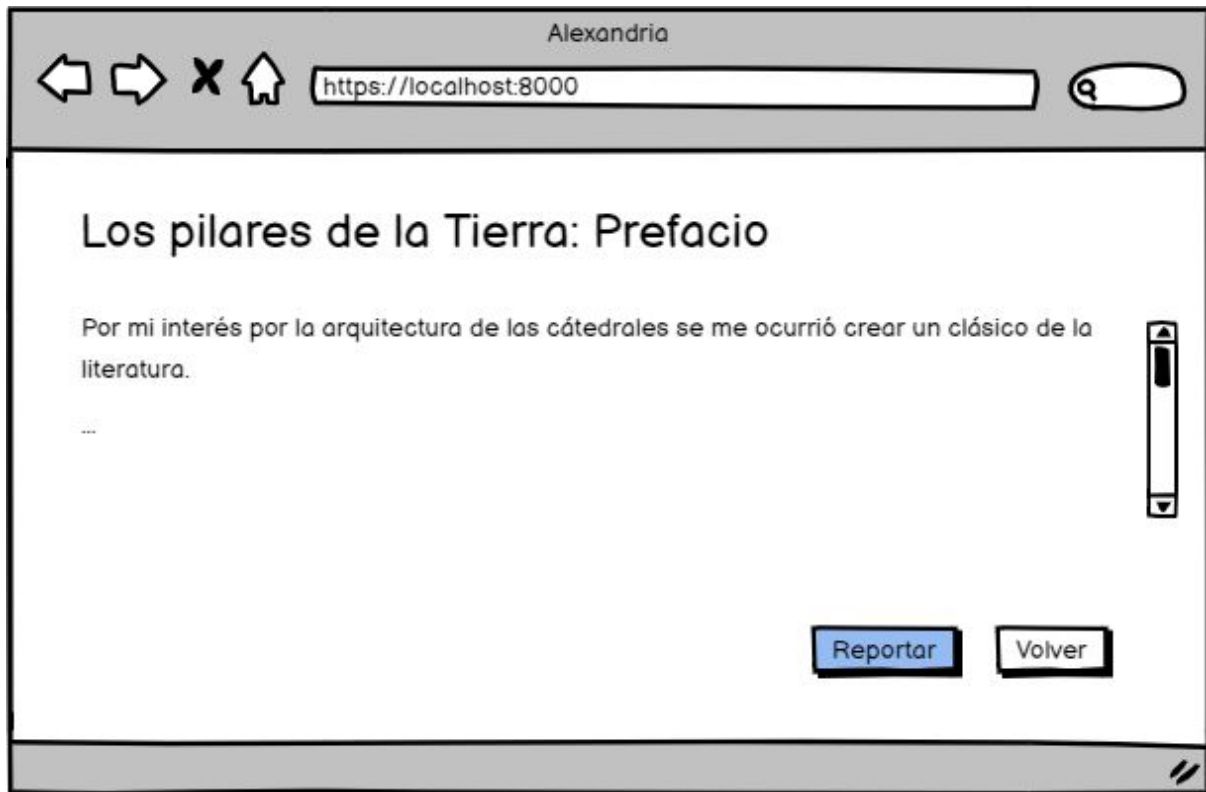 Alexandria
https://localhost:8000
Los pilares de la Tierra: Prefacio
Por mi interés por la arquitectura de las cátedrales se me ocurrió crear un clásico de la
literatura.
...
Reportar
Volver